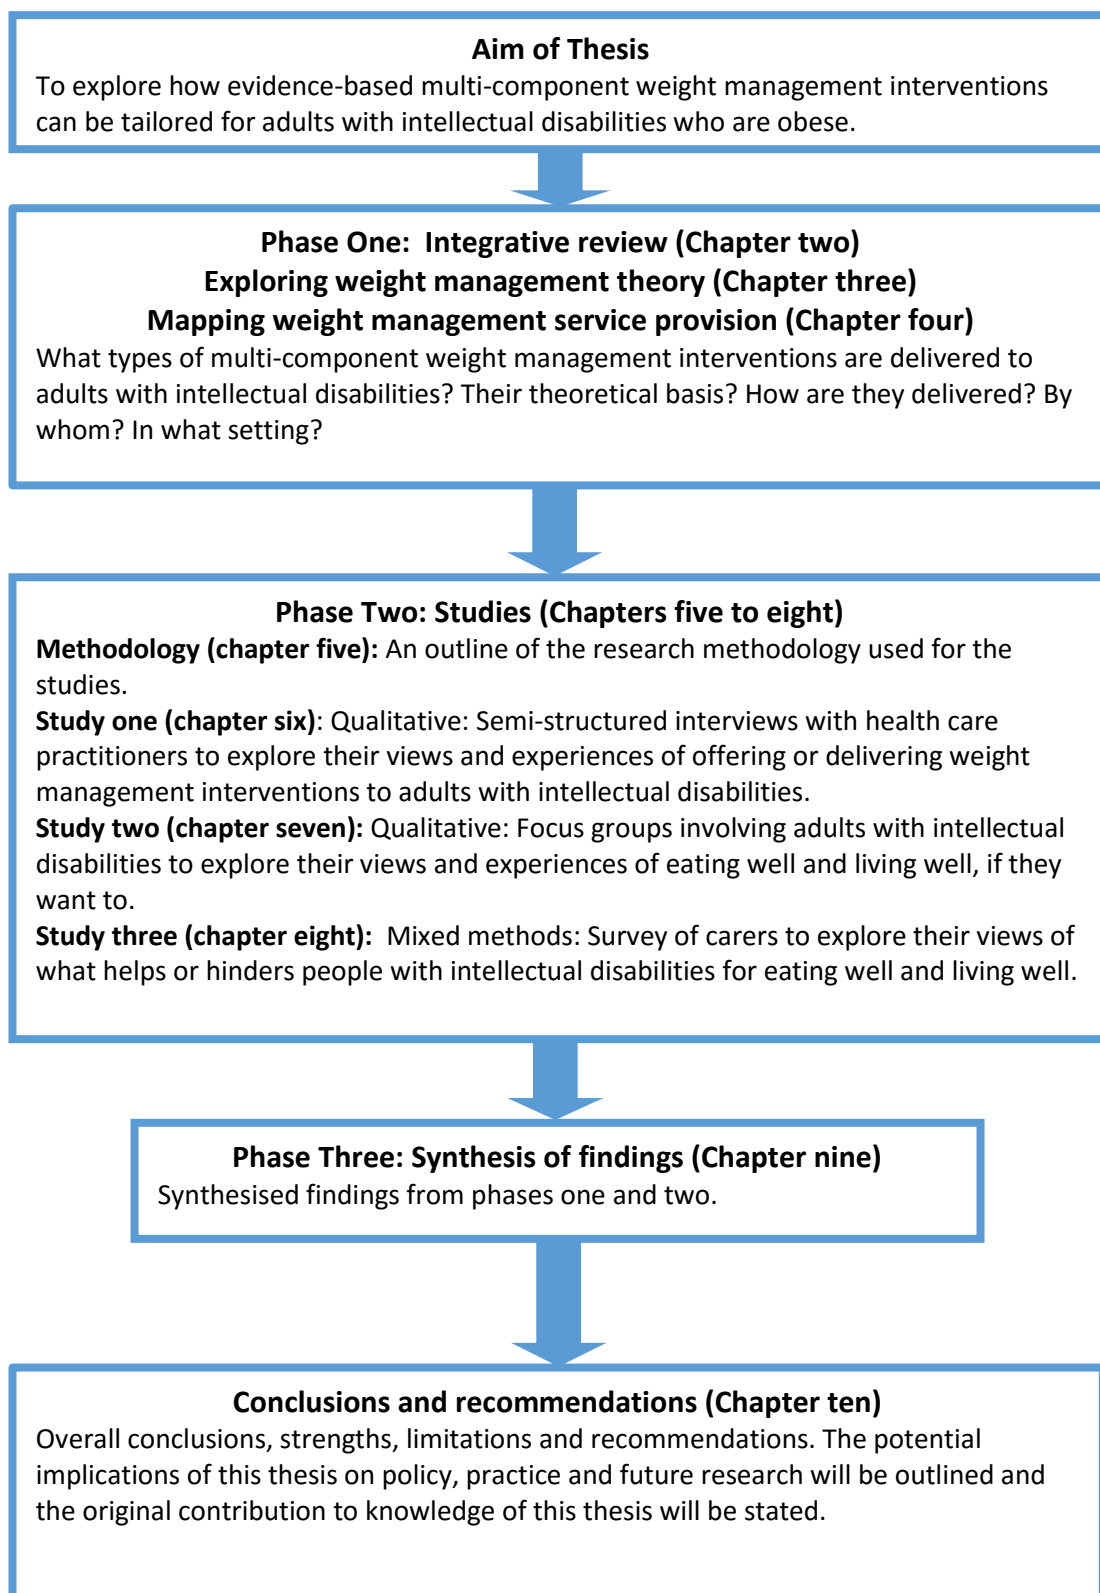 Aim of Thesis
To explore how evidence-based multi-component weight management interventions
can be tailored for adults with intellectual disabilities who are obese.
Phase One:  Integrative review (Chapter two)
Exploring weight management theory (Chapter three)
Mapping weight management service provision (Chapter four)
What types of multi-component weight management interventions are delivered to
adults with intellectual disabilities? Their theoretical basis? How are they delivered? By
whom? In what setting?
Phase Two: Studies (Chapters five to eight)
Methodology (chapter five): An outline of the research methodology used for the
studies.
Study one (chapter six): Qualitative: Semi-structured interviews with health care
practitioners to explore their views and experiences of offering or delivering weight
management interventions to adults with intellectual disabilities.
Study two (chapter seven): Qualitative: Focus groups involving adults with intellectual
disabilities to explore their views and experiences of eating well and living well, if they
want to.
Study three (chapter eight):  Mixed methods: Survey of carers to explore their views of
what helps or hinders people with intellectual disabilities for eating well and living well.
Phase Three: Synthesis of findings (Chapter nine)
Synthesised findings from phases one and two.
Conclusions and recommendations (Chapter ten)
Overall conclusions, strengths, limitations and recommendations. The potential
implications of this thesis on policy, practice and future research will be outlined and
the original contribution to knowledge of this thesis will be stated.